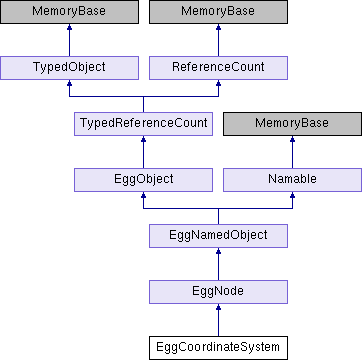 MemoryBase MemoryBase
TypedObject ReferenceCount
TypedReferenceCount MemoryBase
EggObject Namable
EggNamedObject
EggNode
EggCoordinateSystem